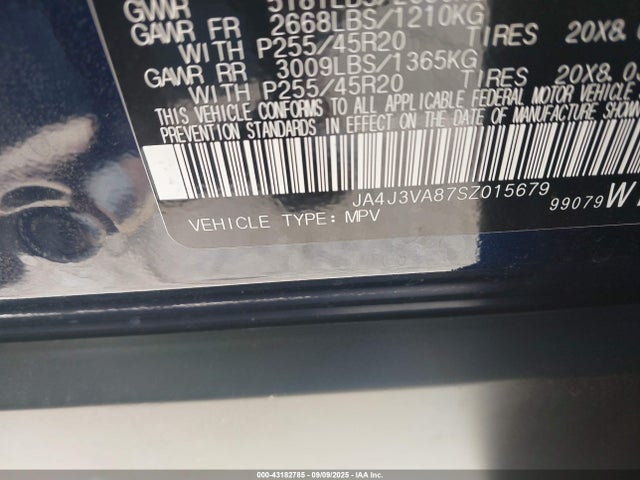 GVWR
GAWR FR 2668LBS/1210KG
WITH P255/45R20 TIRES 20X8.
GAWR RR 3009LBS/1365KG
WITH P255/45R20 TIRES 20X8.
THIS VEHICLE CONFORMS TO ALL APPLICABLE FEDERAL MOTOR VEHICLE
PREVENTION STANDARDS IN EFFECT ON THE DATE OF MANUFACTURE SHOWN
JA4J3VA87SZ015679
VEHICLE TYPE: MPV
99079
000-43182785 - 09/09/2025 - IAA Inc.